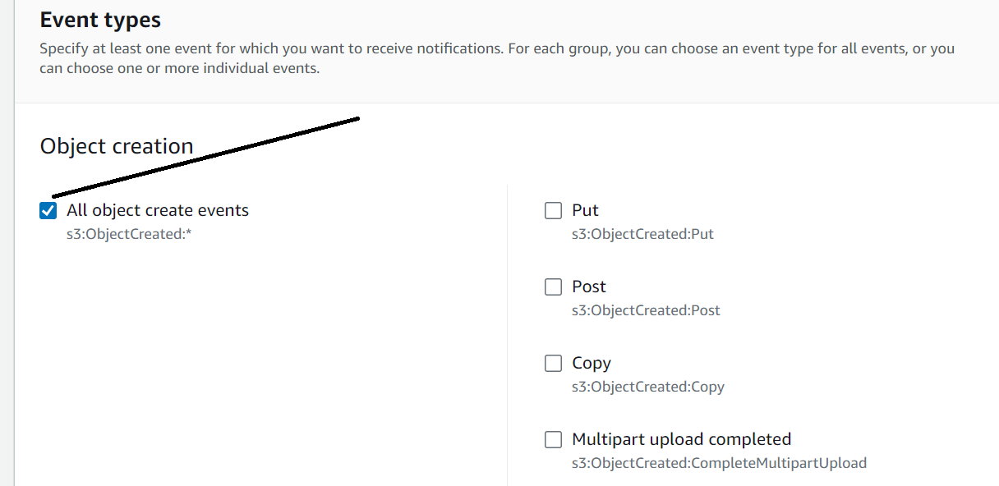 Event types
Specify at least one event for which you want to receive notifications. For each group, you can choose an event type for all events, or you
can choose one or more individual events.
Object creation
All object create events
s3:ObjectCreated:*
Put
s3:ObjectCreated:Put
Post
s3:ObjectCreated:Post
Copy
s3:ObjectCreated:Copy
Multipart upload completed
s3:ObjectCreated:CompleteMultipartUpload